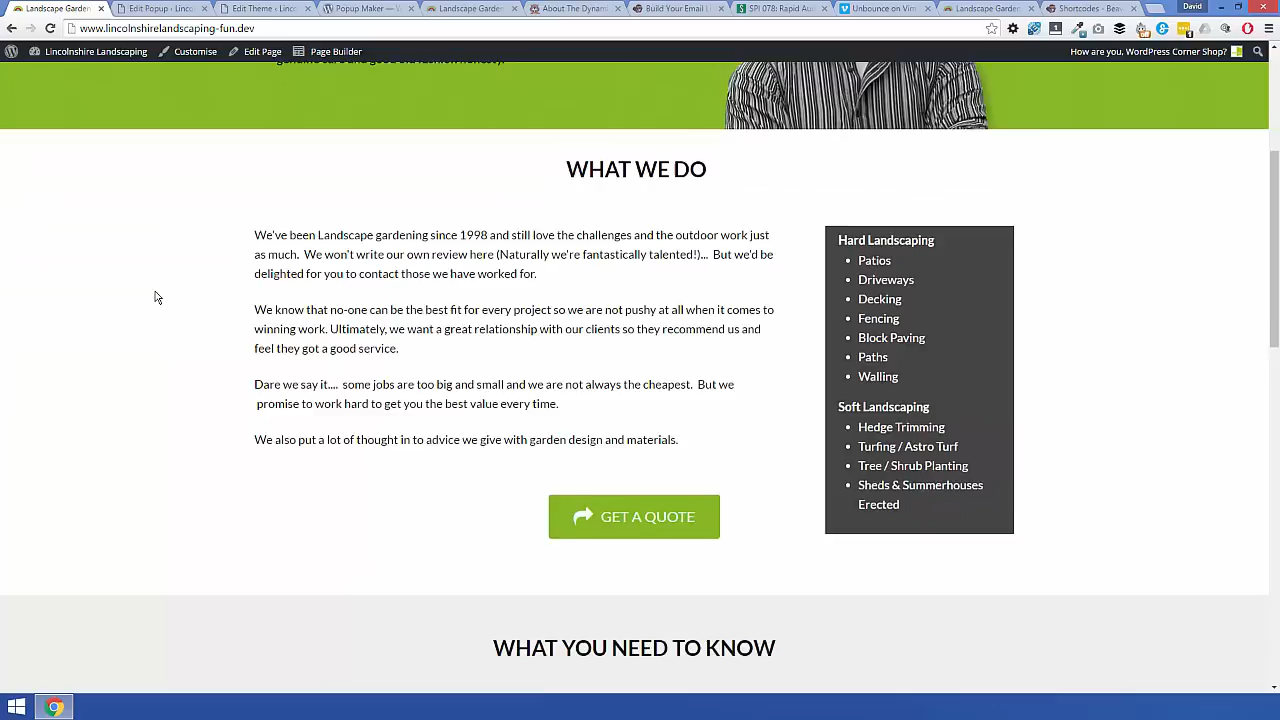 Landscape Garden
Edit Popup ‹ Linco
Edit Theme ‹ Linco
Popup Maker — 
Landscape Garden
About The Dynami
Build Your Email Li
SPI 078: Rapid Au
Unbounce on Vim
Landscape Garden
Shortcodes - Bea
David
www.lincolnshirelandscaping-fun.dev
Lincolnshire Landscaping
Customise
Edit Page
Page Builder
How are you, WordPress Corner Shop?
genuine care and good old fashion honesty.
WHAT WE DO
We've been Landscape gardening since 1998 and still love the challenges and the outdoor work just
as much. We won't write our own review here (Naturally we're fantastically talented!)... But we'd be
delighted for you to contact those we have worked for.
We know that no-one can be the best fit for every project so we are not pushy at all when it comes to
winning work. Ultimately, we want a great relationship with our clients so they recommend us and
feel they got a good service.
Dare we say it.... some jobs are too big and small and we are not always the cheapest. But we
promise to work hard to get you the best value every time.
We also put a lot of thought in to advice we give with garden design and materials.
GET A QUOTE
Hard Landscaping
• Patios
• Driveways
• Decking
• Fencing
• Block Paving
• Paths
• Walling
Soft Landscaping
• Hedge Trimming
• Turfing / Astro Turf
• Tree / Shrub Planting
• Sheds & Summerhouses
Erected
WHAT YOU NEED TO KNOW